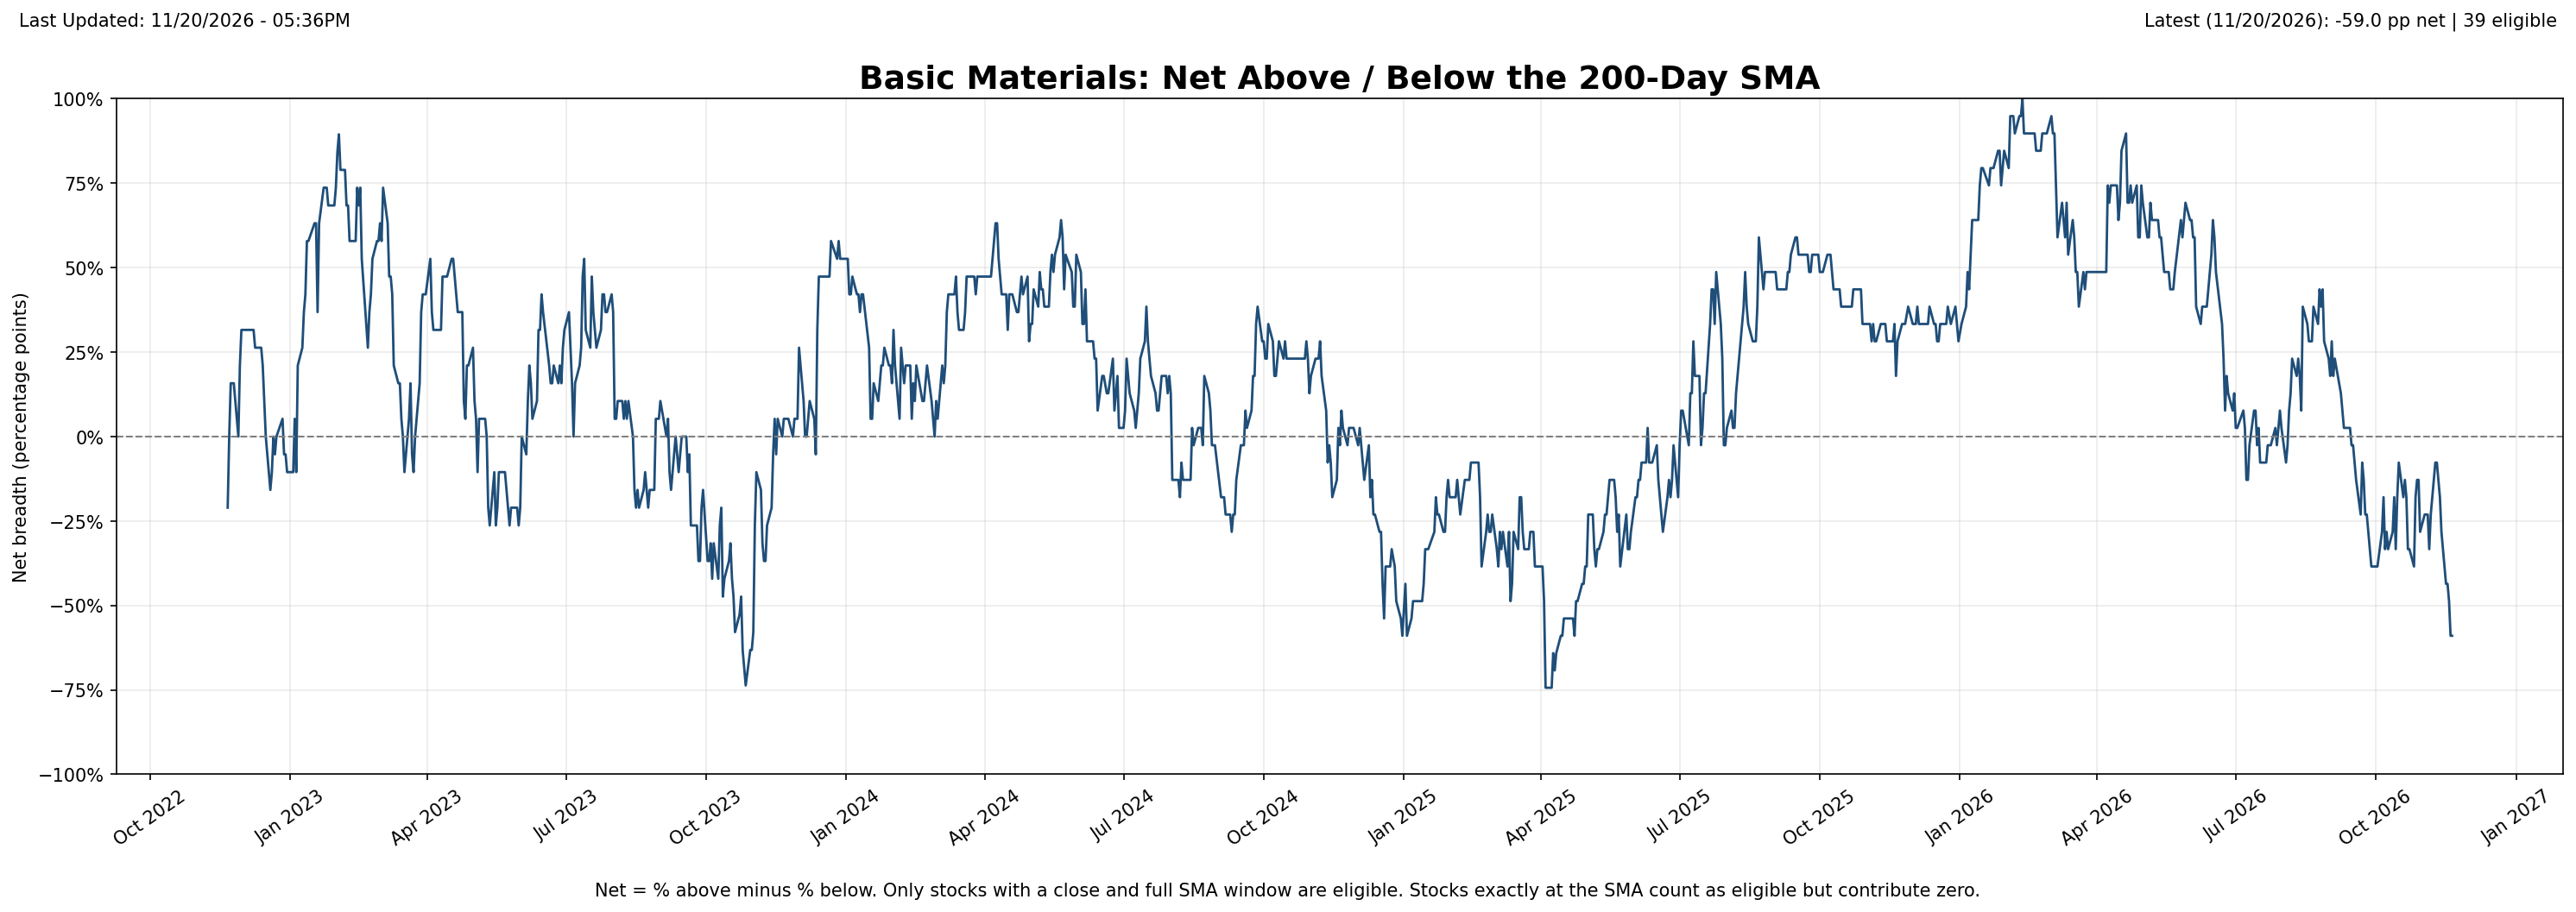 Last Updated: 11/20/2026 - 05:36PM
Latest (11/20/2026): -59.0 pp net | 39 eligible
Basic Materials: Net Above / Below the 200-Day SMA
Net breadth (percentage points)
100%
75%
50%
25%
0%
−25%
−50%
−75%
−100%
Oct 2022
Jan 2023
Apr 2023
Jul 2023
Oct 2023
Jan 2024
Apr 2024
Jul 2024
Oct 2024
Jan 2025
Apr 2025
Jul 2025
Oct 2025
Jan 2026
Apr 2026
Jul 2026
Oct 2026
Jan 2027
Net = % above minus % below. Only stocks with a close and full SMA window are eligible. Stocks exactly at the SMA count as eligible but contribute zero.